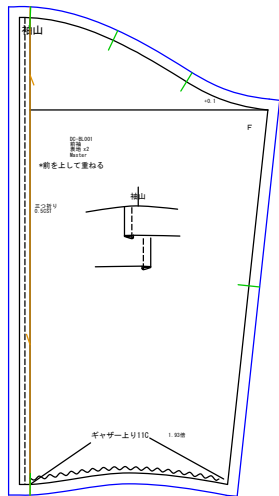 袖山
+0.1
F
DC-BL001
前袖
表地 x2
Master
*前を上して重ねる
袖山
三つ折り
0.5CST
ギャザー上り11C
1.93倍